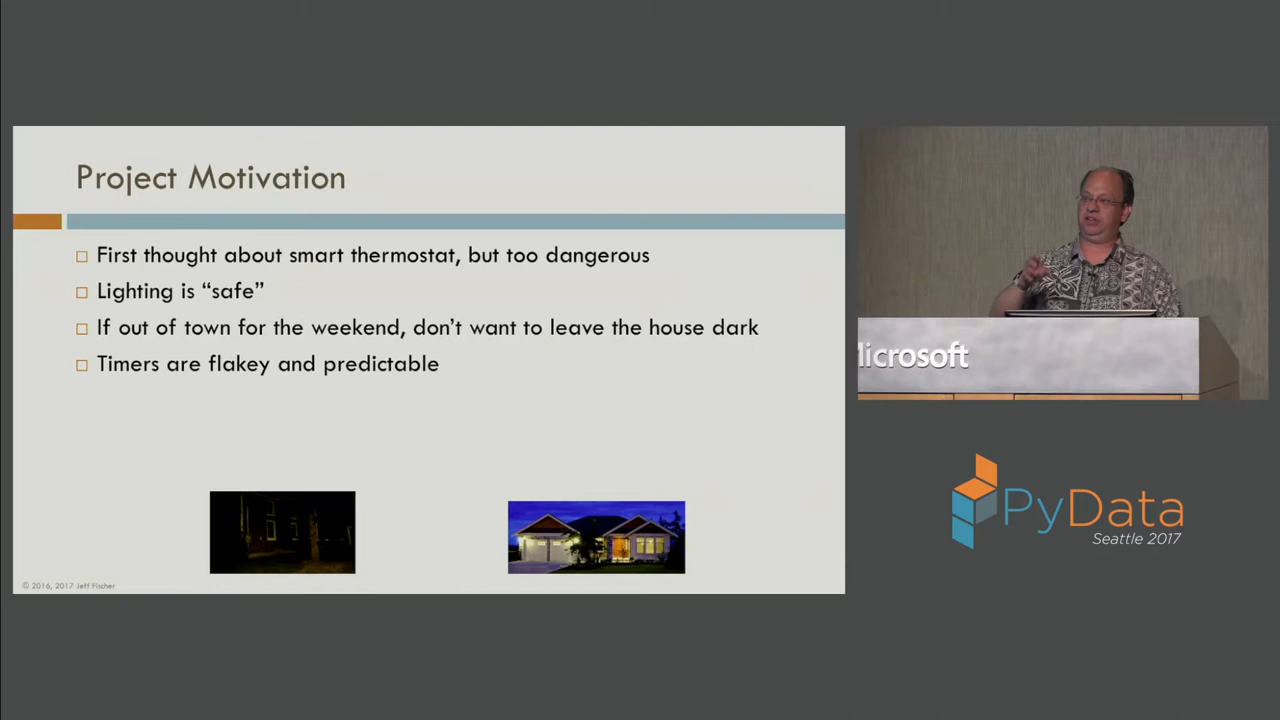 Project Motivation
First thought about smart thermostat, but too dangerous
Lighting is “safe”
If out of town for the weekend, don’t want to leave the house dark
Timers are flakey and predictable
© 2016, 2017 Jeff Fischer
Microsoft
PyData
Seattle 2017